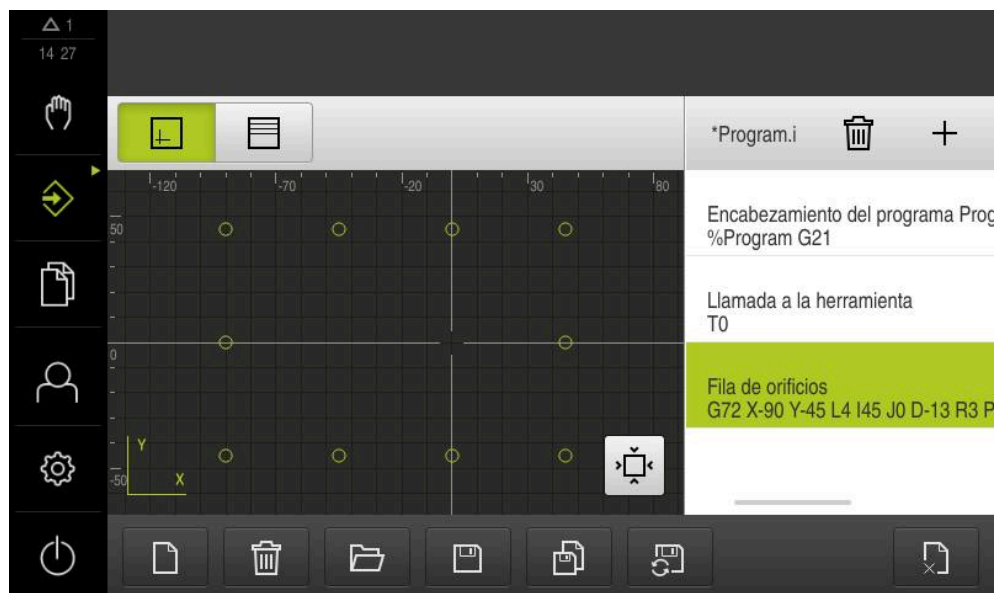 1
14 27
*Program.i
-120 -70 -20 30 80
50
0
-50
Y
X
Encabezamiento del programa Prog
%Program G21
Llamada a la herramienta
T0
Fila de orificios
G72 X-90 Y-45 L4 I45 J0 D-13 R3 P